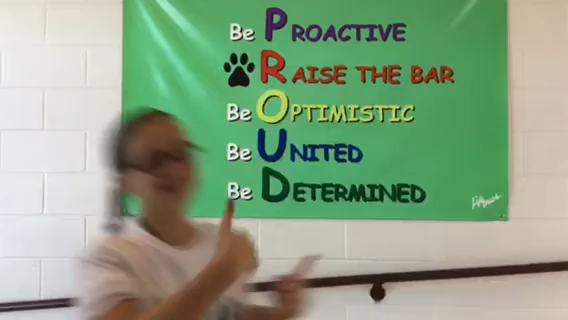 Be PROACTIVE
RAISE THE BAR
Be OPTIMISTIC
Be UNITED
Be DETERMINED